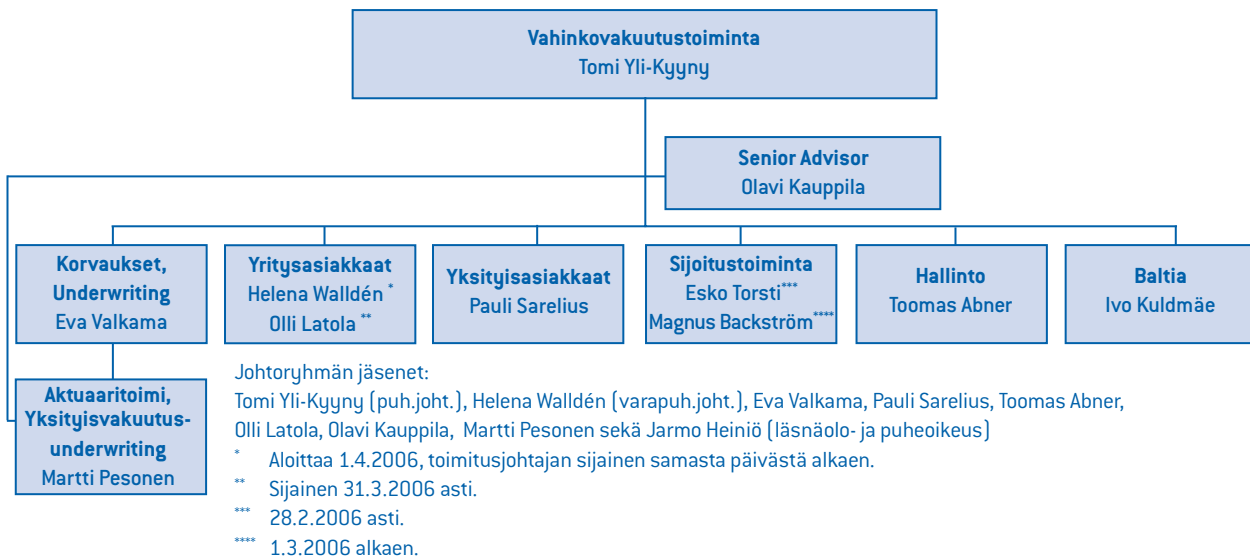 Vahinkovakuutustoiminta
Tomi Yli-Kyyny
Senior Advisor
Olavi Kauppila
Korvaukset,
Underwriting
Eva Valkama
Yritysasiakkaat
Helena Walldén *
Olli Latola **
Yksityisasiakkaat
Pauli Sarelius
Sijoitustoiminta
Esko Torsti***
Magnus Backström****
Hallinto
Toomas Abner
Baltia
Ivo Kuldmäe
Aktuaaritoimi,
Yksityisvakuutus-
underwriting
Martti Pesonen
Johtoryhmän jäsenet:
Tomi Yli-Kyyny (puh.joht.), Helena Walldén (varapuh.joht.), Eva Valkama, Pauli Sarelius, Toomas Abner,
Olli Latola, Olavi Kauppila, Martti Pesonen sekä Jarmo Heiniö (läsnäolo- ja puheoikeus)
* Aloittaa 1.4.2006, toimitusjohtajan sijainen samasta päivästä alkaen.
** Sijainen 31.3.2006 asti.
*** 28.2.2006 asti.
**** 1.3.2006 alkaen.